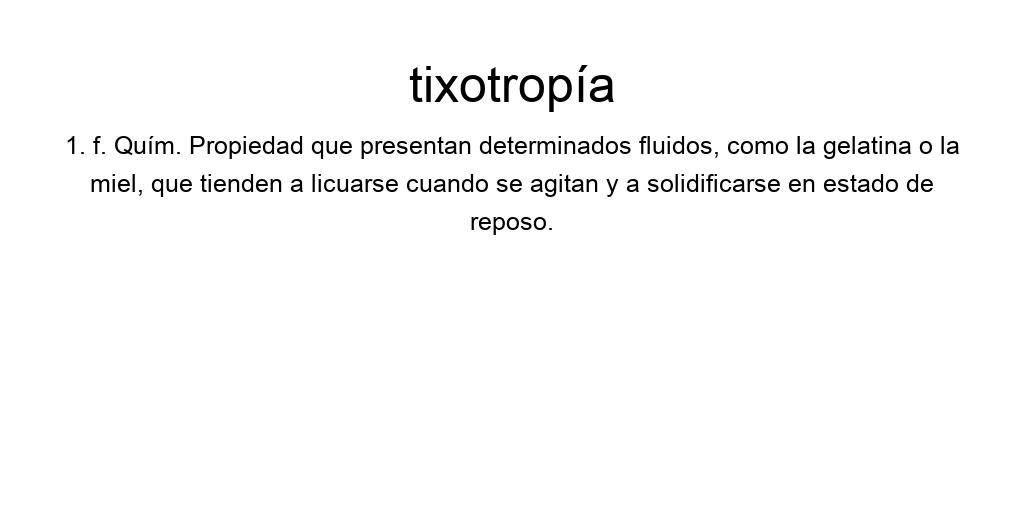 tixotropía
1. f. Quím. Propiedad que presentan determinados fluidos, como la gelatina o la
miel, que tienden a licuarse cuando se agitan y a solidificarse en estado de
reposo.